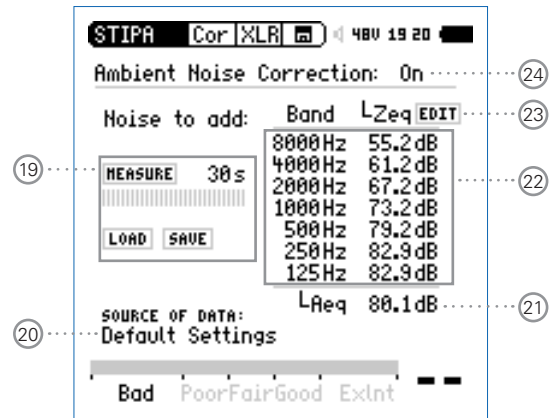 STIPA Cor XLR 48V 19 20
Ambient Noise Correction: On 24
Noise to add: Band LZeq EDIT 23
8000Hz 55.2dB
19 MEASURE 30s 4000Hz 61.2dB
2000Hz 67.2dB 22
1000Hz 73.2dB
LOAD SAVE 500Hz 79.2dB
250Hz 82.9dB
125Hz 82.9dB
LAeq 80.1dB 21
SOURCE OF DATA:
20 Default Settings
Bad Poor Fair Good Exlnt --